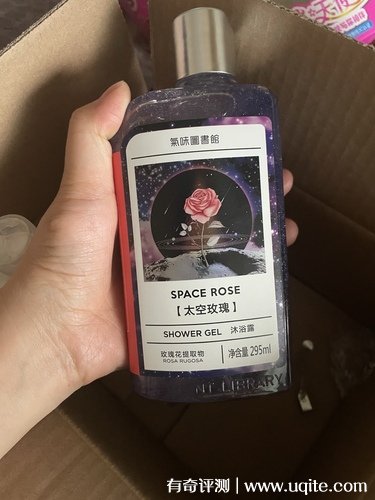 氣味圖書館
SPACE ROSE
【太空玫瑰】
SHOWER GEL 沐浴露
玫瑰花提取物
ROSA RUGOSA
净含量 295ml
有奇评测 | www.uqite.com